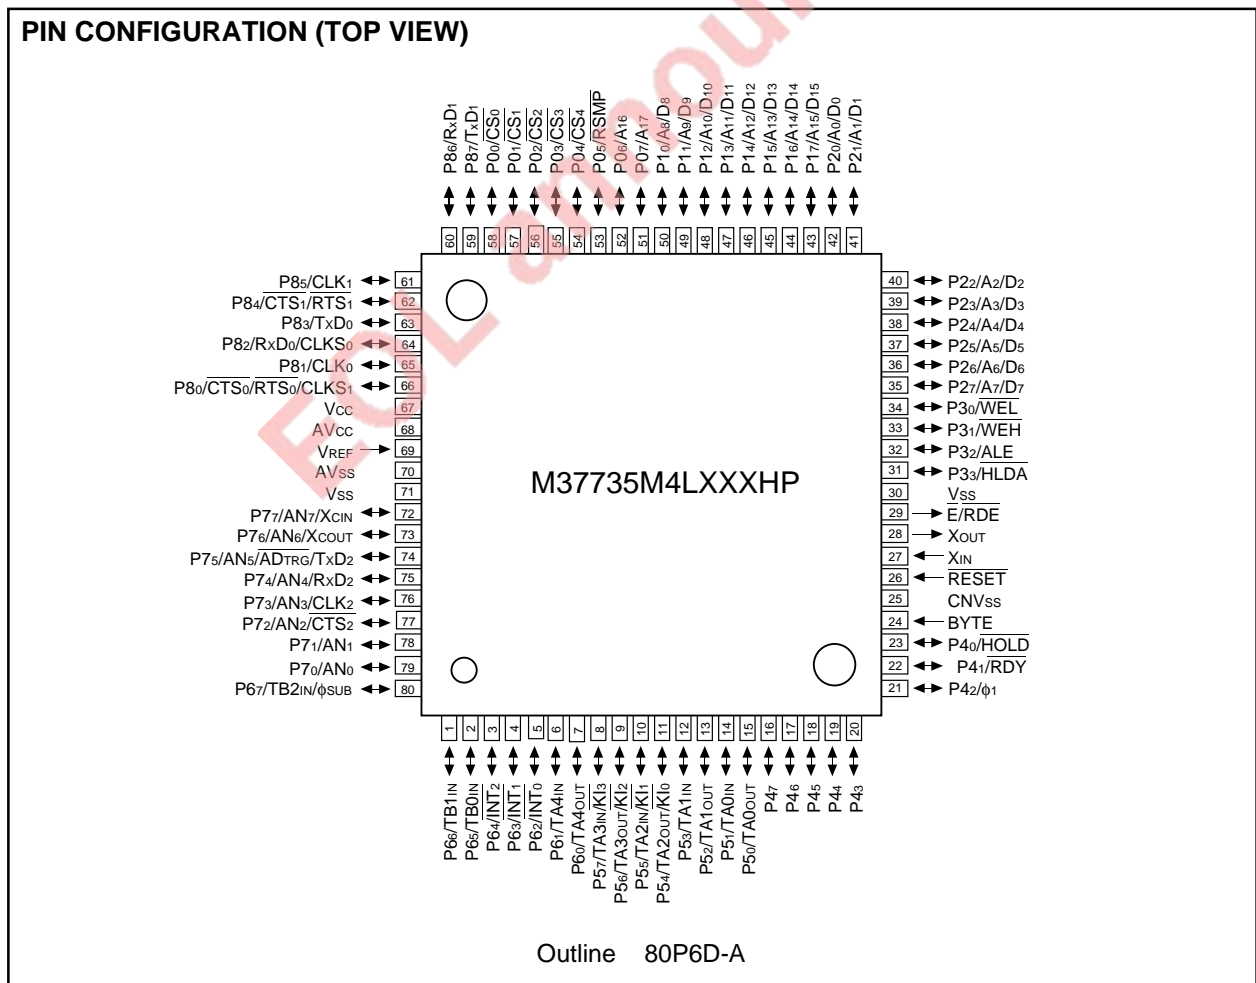 PIN CONFIGURATION (TOP VIEW)
EOL announ
P86/RxD1
P87/TxD1
P00/CS0
P01/CS1
P02/CS2
P03/CS3
P04/CS4
P05/RSMP
P06/A16
P07/A17
P10/A8/D8
P11/A9/D9
P12/A10/D10
P13/A11/D11
P14/A12/D12
P15/A13/D13
P16/A14/D14
P17/A15/D15
P20/A0/D0
P21/A1/D1
60 59 58 57 56 55 54 53 52 51 50 49 48 47 46 45 44 43 42 41
P85/CLK1 61
P84/CTS1/RTS1 62
P83/TxD0 63
P82/RxD0/CLKS0 64
P81/CLK0 65
P80/CTS0/RTS0/CLKS1 66
VCC 67
AVCC 68
VREF 69
AVSS 70
VSS 71
P77/AN7/XCIN 72
P76/AN6/XCOUT 73
P75/AN5/ADTRG/TxD2 74
P74/AN4/RxD2 75
P73/AN3/CLK2 76
P72/AN2/CTS2 77
P71/AN1 78
P70/AN0 79
P67/TB2IN/φSUB 80
M37735M4LXXXHP
40 P22/A2/D2
39 P23/A3/D3
38 P24/A4/D4
37 P25/A5/D5
36 P26/A6/D6
35 P27/A7/D7
34 P30/WEL
33 P31/WEH
32 P32/ALE
31 P33/HLDA
30 VSS
29 E/RDE
28 XOUT
27 XIN
26 RESET
25 CNVSS
24 BYTE
23 P40/HOLD
22 P41/RDY
21 P42/φ1
1 2 3 4 5 6 7 8 9 10 11 12 13 14 15 16 17 18 19 20
P66/TB1IN
P65/TB0IN
P64/INT2
P63/INT1
P62/INT0
P61/TA4IN
P60/TA4OUT
P57/TA3IN/KI3
P56/TA3OUT/KI2
P55/TA2IN/KI1
P54/TA2OUT/KI0
P53/TA1IN
P52/TA1OUT
P51/TA0IN
P50/TA0OUT
P47
P46
P45
P44
P43
Outline 80P6D-A